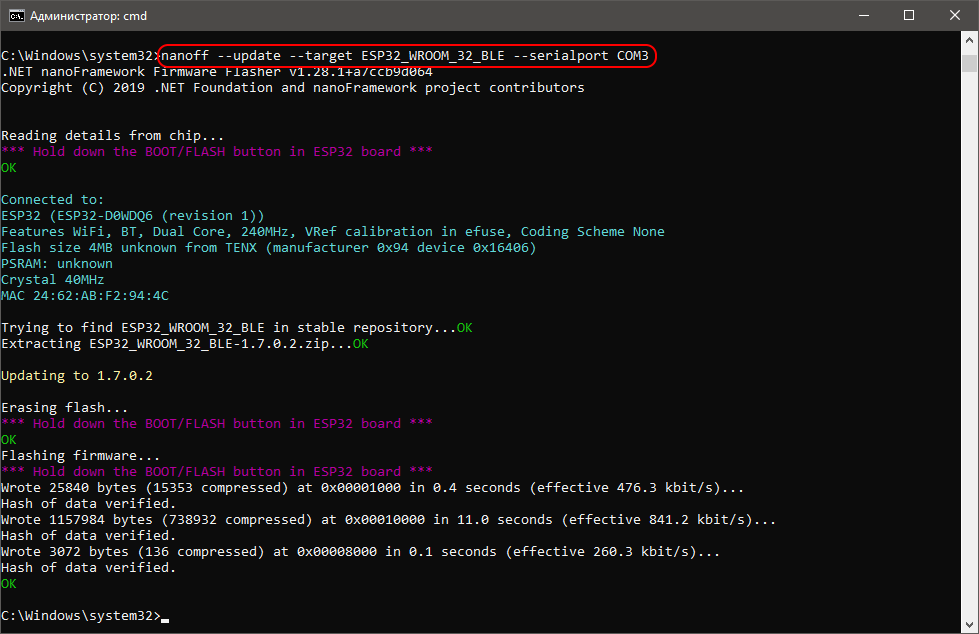 Администратор: cmd
C:\Windows\system32>nanoff --update --target ESP32_WROOM_32_BLE --serialport COM3
.NET nanoFramework Firmware Flasher v1.28.1+a7ccb9d064
Copyright (C) 2019 .NET Foundation and nanoFramework project contributors
Reading details from chip...
*** Hold down the BOOT/FLASH button in ESP32 board ***
OK
Connected to:
ESP32 (ESP32-D0WDQ6 (revision 1))
Features WiFi, BT, Dual Core, 240MHz, VRef calibration in efuse, Coding Scheme None
Flash size 4MB unknown from TENX (manufacturer 0x94 device 0x16406)
PSRAM: unknown
Crystal 40MHz
MAC 24:62:AB:F2:94:4C
Trying to find ESP32_WROOM_32_BLE in stable repository...OK
Extracting ESP32_WROOM_32_BLE-1.7.0.2.zip...OK
Updating to 1.7.0.2
Erasing flash...
*** Hold down the BOOT/FLASH button in ESP32 board ***
OK
Flashing firmware...
*** Hold down the BOOT/FLASH button in ESP32 board ***
Wrote 25840 bytes (15353 compressed) at 0x00001000 in 0.4 seconds (effective 476.3 kbit/s)...
Hash of data verified.
Wrote 1157984 bytes (738932 compressed) at 0x00010000 in 11.0 seconds (effective 841.2 kbit/s)...
Hash of data verified.
Wrote 3072 bytes (136 compressed) at 0x00008000 in 0.1 seconds (effective 260.3 kbit/s)...
Hash of data verified.
OK
C:\Windows\system32>